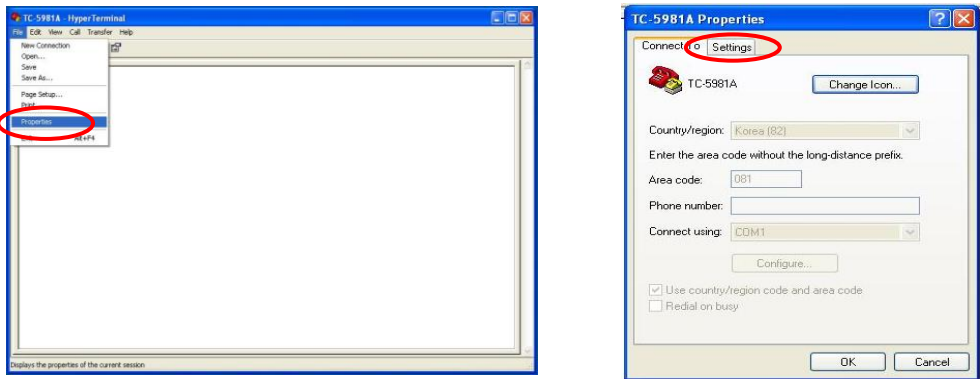 TC-5981A - HyperTerminal
File Edit View Call Transfer Help
New Connection
Open...
Save
Save As...
Page Setup...
Print...
Properties
Alt+F4
Displays the properties of the current session
TC-5981A Properties
Connect To Settings
TC-5981A Change Icon...
Country/region: Korea (82)
Enter the area code without the long-distance prefix.
Area code: 081
Phone number:
Connect using: COM1
Configure...
Use country/region code and area code
Redial on busy
OK Cancel